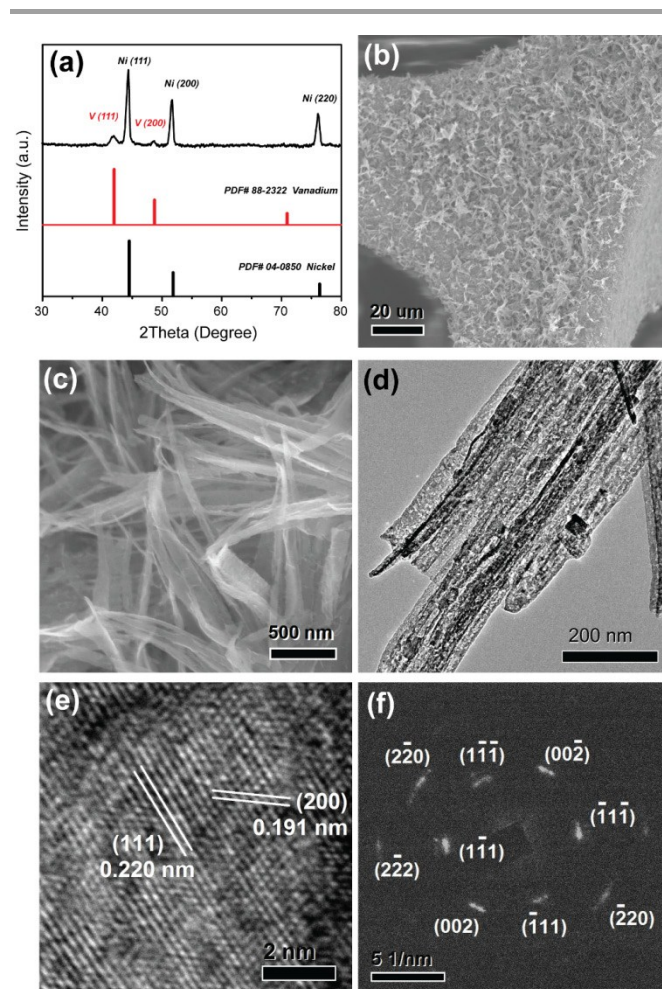 (a)
Ni (111)
Ni (200)
Ni (220)
V (111)
V (200)
PDF# 88-2322 Vanadium
PDF# 04-0850 Nickel
Intensity (a.u.)
30 40 50 60 70 80
2Theta (Degree)
(b)
20 um
(c)
500 nm
(d)
200 nm
(e)
(111)
0.220 nm
(200)
0.191 nm
2 nm
(f)
(22̄0)
(11̄1̄)
(002̄)
(1̄11̄)
(11̄1)
(22̄2)
(002)
(1̄11)
(2̄20)
5 1/nm